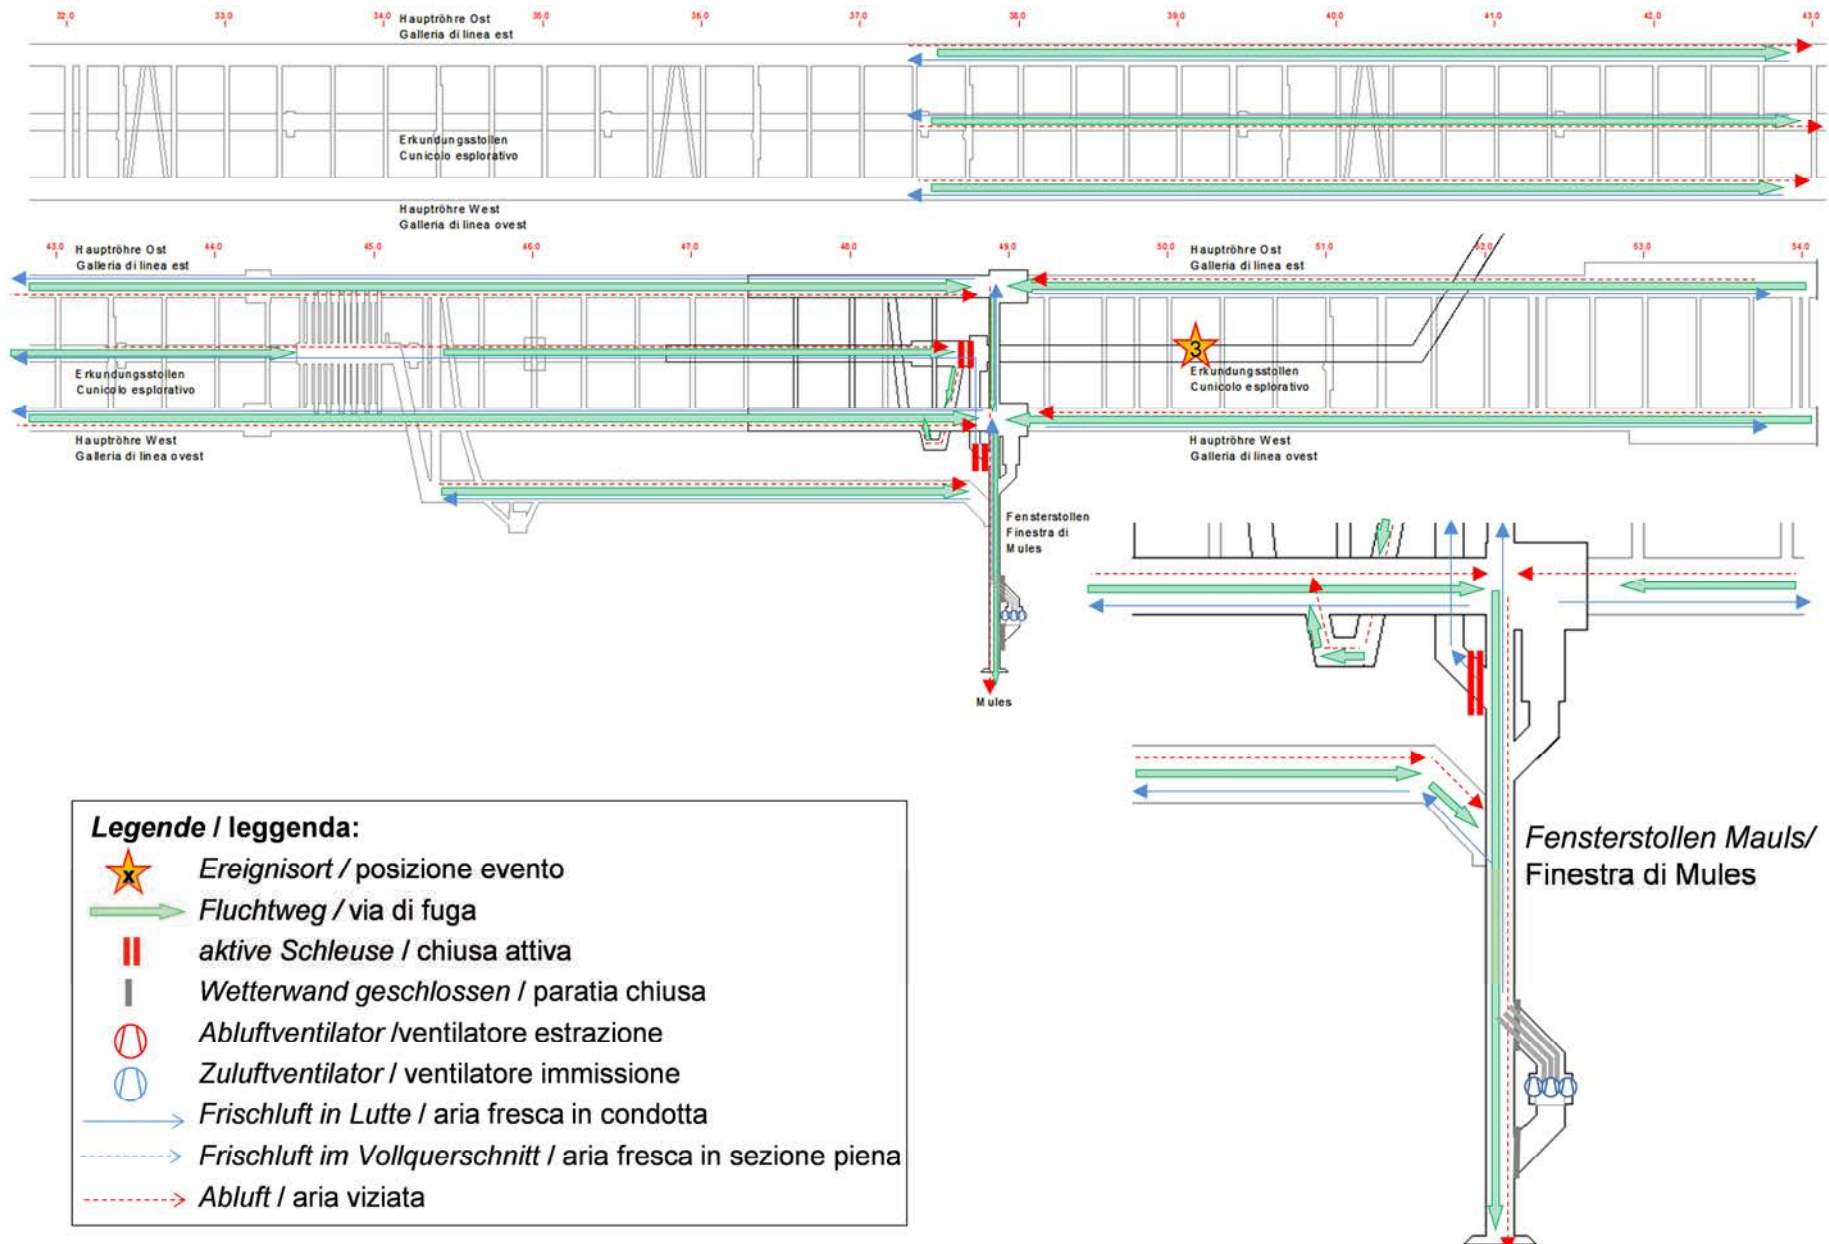 32.0 33.0 34.0 35.0 36.0 37.0 38.0 39.0 40.0 41.0 42.0 43.0
Hauptröhre Ost
Galleria di linea est
Erkundungsstollen
Cunicolo esplorativo
Hauptröhre West
Galleria di linea ovest
43.0 44.0 45.0 46.0 47.0 48.0 49.0 50.0 51.0 52.0 53.0 54.0
Hauptröhre Ost
Galleria di linea est
Hauptröhre Ost
Galleria di linea est
3
Erkundungsstollen
Cunicolo esplorativo
Erkundungsstollen
Cunicolo esplorativo
Hauptröhre West
Galleria di linea ovest
Hauptröhre West
Galleria di linea ovest
Fensterstollen
Finestra di
Mules
Mules
Fensterstollen Mauls/
Finestra di Mules
Legende / leggenda:
x
Ereignisort / posizione evento
Fluchtweg / via di fuga
aktive Schleuse / chiusa attiva
Wetterwand geschlossen / paratia chiusa
Abluftventilator /ventilatore estrazione
Zuluftventilator / ventilatore immissione
Frischluft in Lutte / aria fresca in condotta
Frischluft im Vollquerschnitt / aria fresca in sezione piena
Abluft / aria viziata